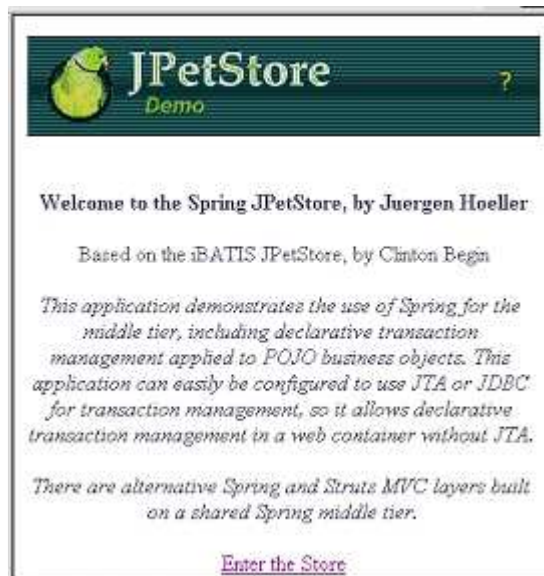 JPetStore
Demo
?
Welcome to the Spring JPetStore, by Juergen Hoeller
Based on the iBATIS JPetStore, by Clinton Begin
This application demonstrates the use of Spring for the
middle tier, including declarative transaction
management applied to POJO business objects. This
application can easily be configured to use JTA or JDBC
for transaction management, so it allows declarative
transaction management in a web container without JTA.
There are alternative Spring and Struts MVC layers built
on a shared Spring middle tier.
Enter the Store